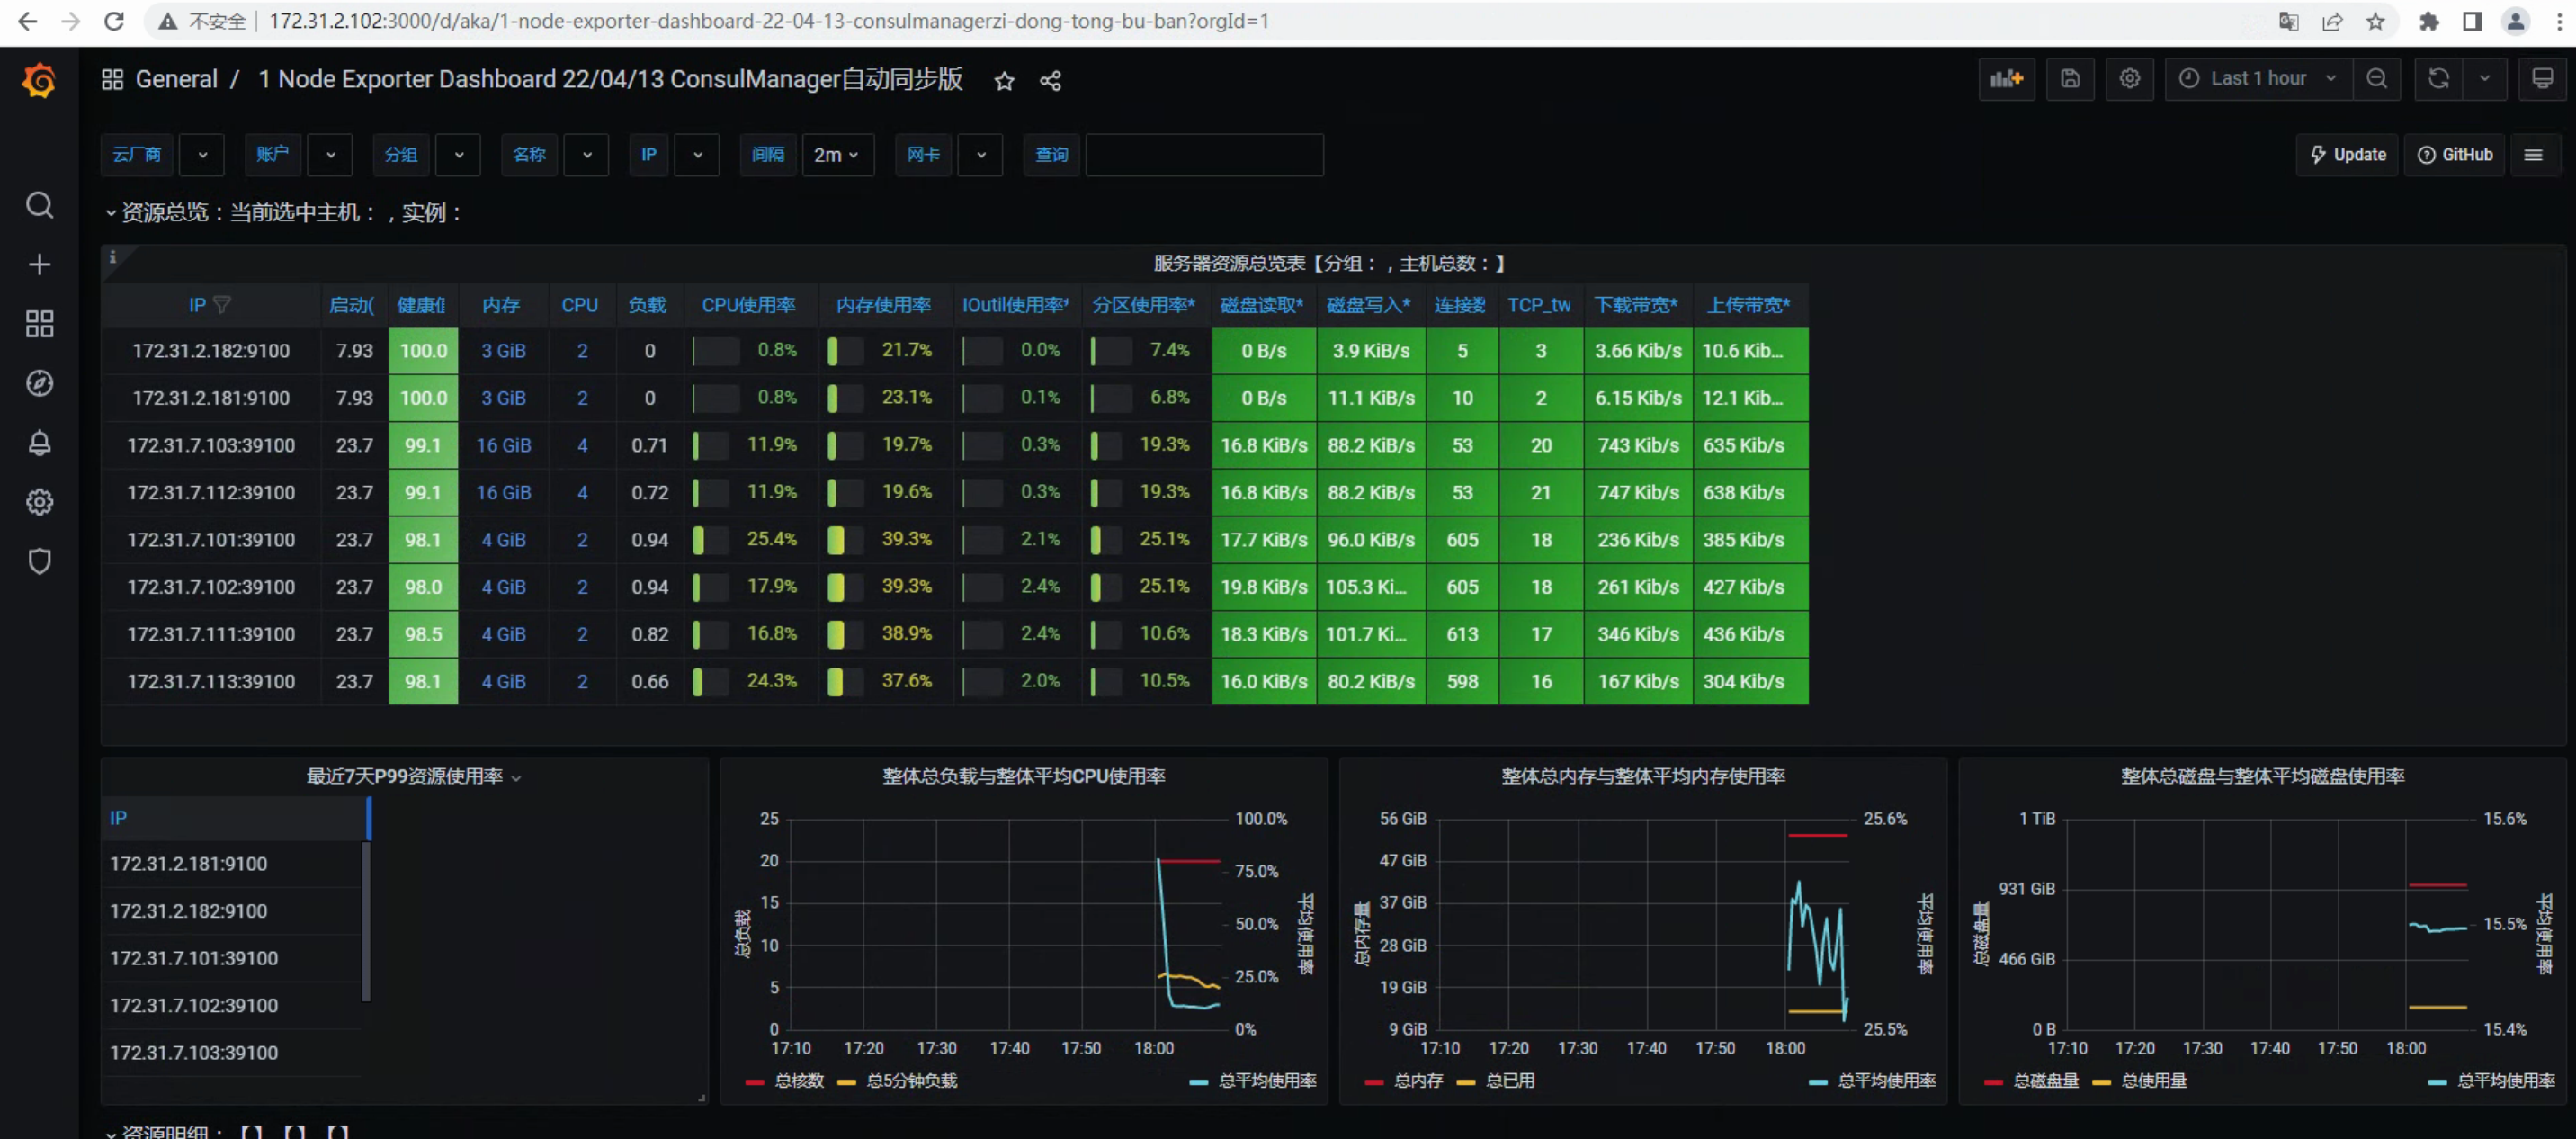 不安全 172.31.2.102:3000/d/aka/1-node-exporter-dashboard-22-04-13-consulmanagerzi-dong-tong-bu-ban?orgId=1
General / 1 Node Exporter Dashboard 22/04/13 ConsulManager自动同步版 Last 1 hour
云厂商 账户 分组 名称 IP 间隔 2m 网卡 查询 Update GitHub
资源总览：当前选中主机：，实例：
服务器资源总览表【分组：，主机总数：】
IP 启动( 健康值 内存 CPU 负载 CPU使用率 内存使用率 IOutil使用率* 分区使用率* 磁盘读取* 磁盘写入* 连接数 TCP_tw 下载带宽* 上传带宽*
172.31.2.182:9100 7.93 100.0 3 GiB 2 0 0.8% 21.7% 0.0% 7.4% 0 B/s 3.9 KiB/s 5 3 3.66 Kib/s 10.6 Kib...
172.31.2.181:9100 7.93 100.0 3 GiB 2 0 0.8% 23.1% 0.1% 6.8% 0 B/s 11.1 KiB/s 10 2 6.15 Kib/s 12.1 Kib...
172.31.7.103:39100 23.7 99.1 16 GiB 4 0.71 11.9% 19.7% 0.3% 19.3% 16.8 KiB/s 88.2 KiB/s 53 20 743 Kib/s 635 Kib/s
172.31.7.112:39100 23.7 99.1 16 GiB 4 0.72 11.9% 19.6% 0.3% 19.3% 16.8 KiB/s 88.2 KiB/s 53 21 747 Kib/s 638 Kib/s
172.31.7.101:39100 23.7 98.1 4 GiB 2 0.94 25.4% 39.3% 2.1% 25.1% 17.7 KiB/s 96.0 KiB/s 605 18 236 Kib/s 385 Kib/s
172.31.7.102:39100 23.7 98.0 4 GiB 2 0.94 17.9% 39.3% 2.4% 25.1% 19.8 KiB/s 105.3 Ki... 605 18 261 Kib/s 427 Kib/s
172.31.7.111:39100 23.7 98.5 4 GiB 2 0.82 16.8% 38.9% 2.4% 10.6% 18.3 KiB/s 101.7 Ki... 613 17 346 Kib/s 436 Kib/s
172.31.7.113:39100 23.7 98.1 4 GiB 2 0.66 24.3% 37.6% 2.0% 10.5% 16.0 KiB/s 80.2 KiB/s 598 16 167 Kib/s 304 Kib/s
最近7天P99资源使用率
IP
172.31.2.181:9100
172.31.2.182:9100
172.31.7.101:39100
172.31.7.102:39100
172.31.7.103:39100
整体总负载与整体平均CPU使用率
总负载
25
20
15
10
5
0
100.0%
75.0%
50.0%
25.0%
0%
平均使用率
17:10 17:20 17:30 17:40 17:50 18:00
总核数 总5分钟负载 总平均使用率
整体总内存与整体平均内存使用率
总内存量
56 GiB
47 GiB
37 GiB
28 GiB
19 GiB
9 GiB
25.6%
25.5%
平均使用率
17:10 17:20 17:30 17:40 17:50 18:00
总内存 总已用 总平均使用率
整体总磁盘与整体平均磁盘使用率
总磁盘量
1 TiB
931 GiB
466 GiB
0 B
15.6%
15.5%
15.4%
平均使用率
17:10 17:20 17:30 17:40 17:50 18:00
总磁盘量 总使用量 总平均使用率
资源明细：【】【】【】